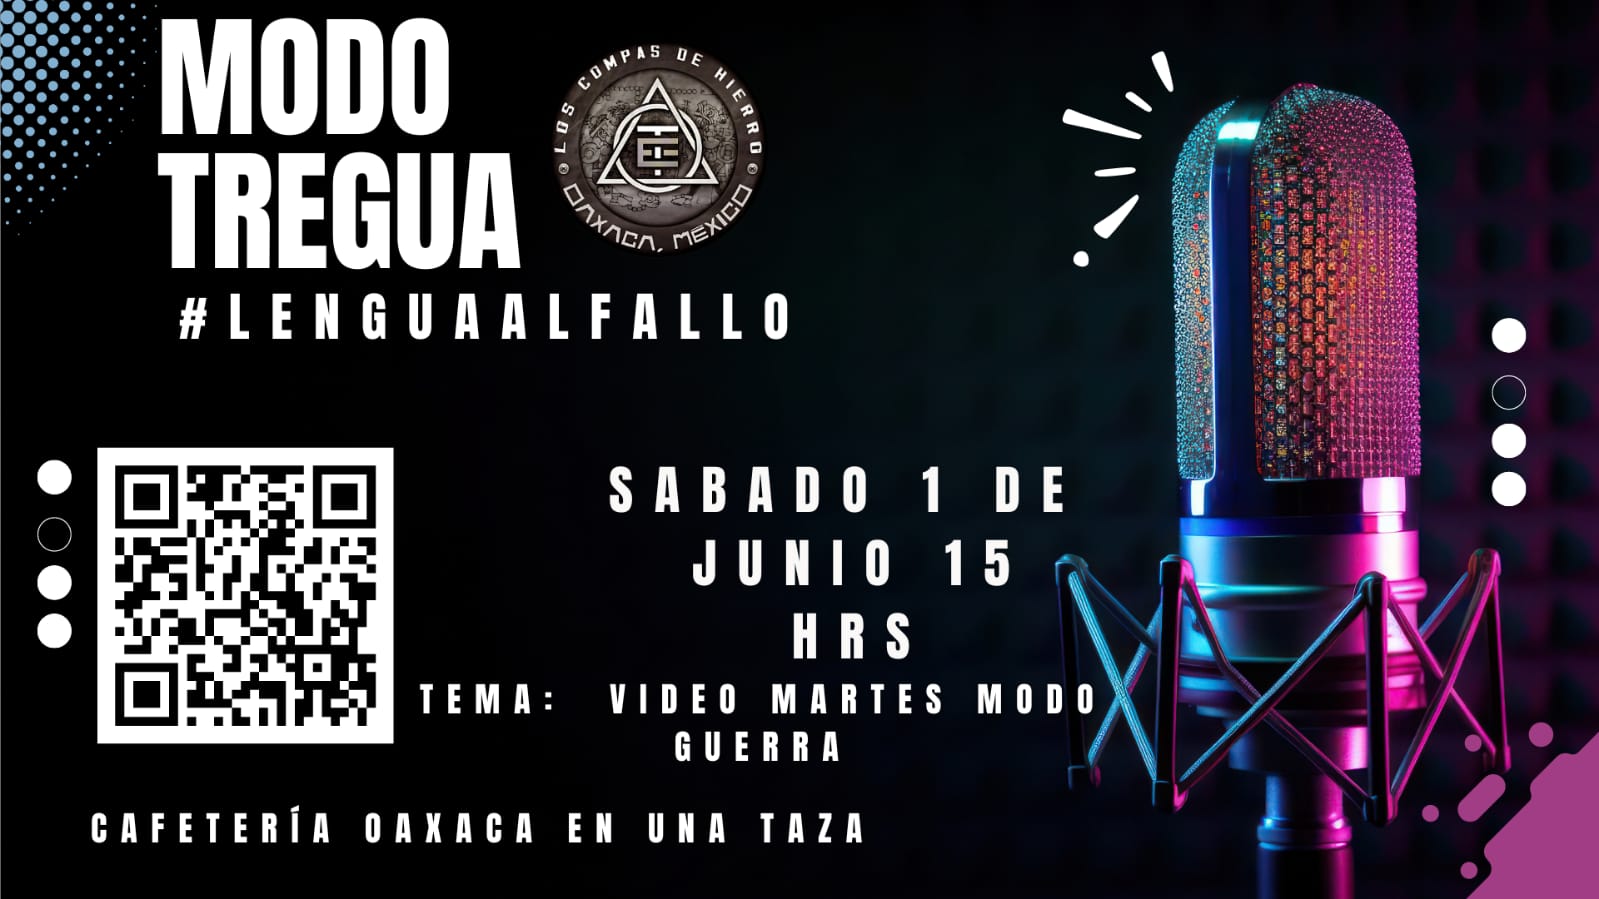 MODO
TREGUA
LOS COMPAS DE HIERRO
OAXACA, MÉXICO
#LENGUAALFALLO
SABADO 1 DE
JUNIO 15
HRS
TEMA: VIDEO MARTES MODO
GUERRA
CAFETERÍA OAXACA EN UNA TAZA